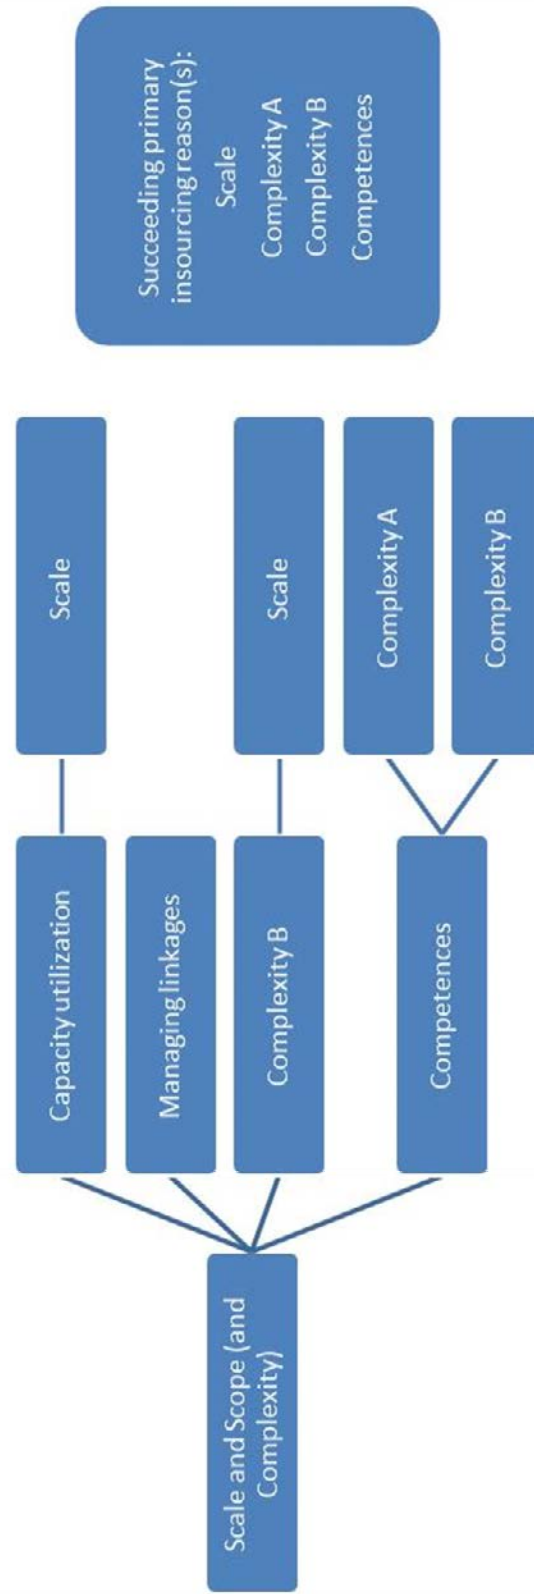 Scale and Scope (and
Complexity)
Capacity utilization
Managing linkages
Complexity B
Competences
Scale
Scale
Complexity A
Complexity B
Succeeding primary
insourcing reason(s):
Scale
Complexity A
Complexity B
Competences